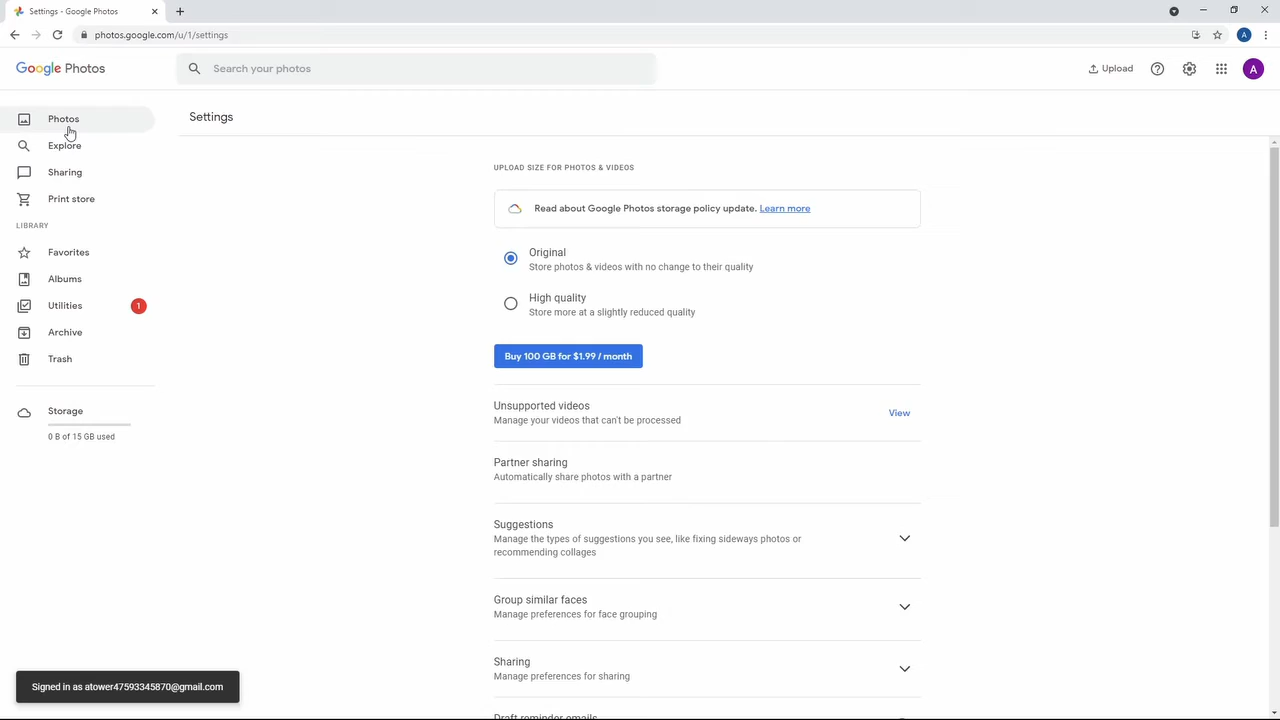 Settings - Google Photos
photos.google.com/u/1/settings
A
Google Photos
Search your photos
Upload
A
Photos
Explore
Sharing
Print store
LIBRARY
Favorites
Albums
Utilities
1
Archive
Trash
Storage
0 B of 15 GB used
Settings
UPLOAD SIZE FOR PHOTOS & VIDEOS
Read about Google Photos storage policy update. Learn more
Original
Store photos & videos with no change to their quality
High quality
Store more at a slightly reduced quality
Buy 100 GB for $1.99 / month
Unsupported videos
Manage your videos that can't be processed
View
Partner sharing
Automatically share photos with a partner
Suggestions
Manage the types of suggestions you see, like fixing sideways photos or
recommending collages
Group similar faces
Manage preferences for face grouping
Sharing
Manage preferences for sharing
Draft reminder emails
Signed in as atower47593345870@gmail.com